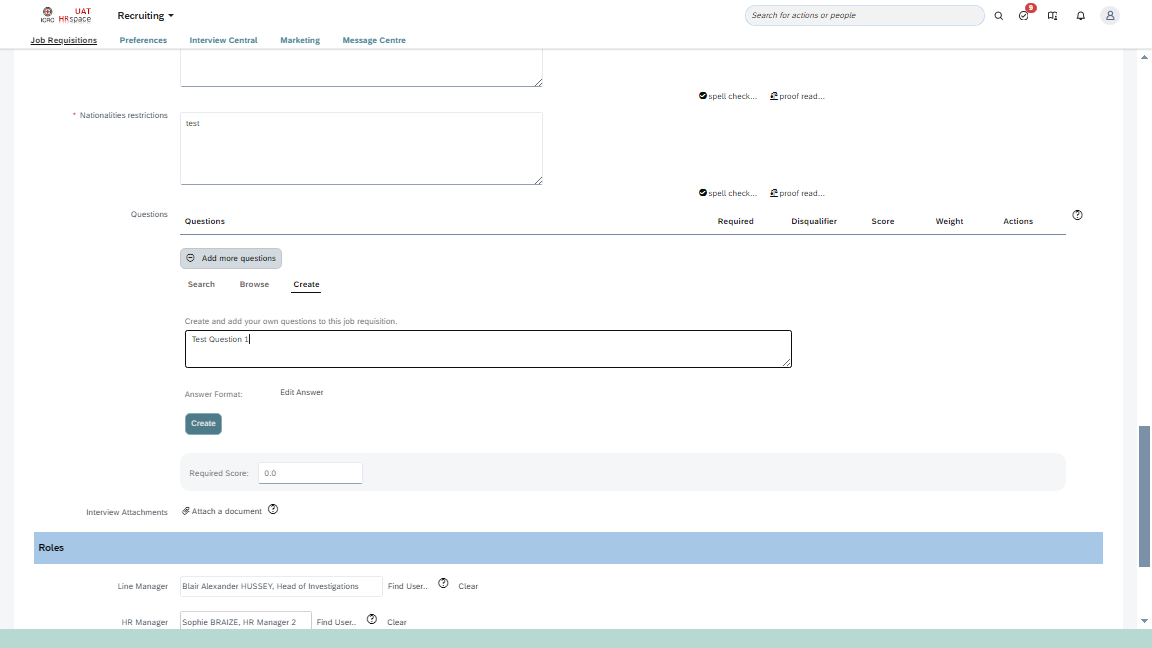 ICRC
UAT
HRspace
Recruiting
Search for actions or people
9
Job Requisitions
Preferences
Interview Central
Marketing
Message Centre
spell check...
proof read...
* Nationalities restrictions
test
spell check...
proof read...
Questions
Questions
Required
Disqualifier
Score
Weight
Actions
Add more questions
Search
Browse
Create
Create and add your own questions to this job requisition.
Test Question 1
Answer Format:
Edit Answer
Create
Required Score:
0.0
Interview Attachments
Attach a document
Roles
Line Manager
Blair Alexander HUSSEY, Head of Investigations
Find User..
Clear
HR Manager
Sophie BRAIZE, HR Manager 2
Find User..
Clear